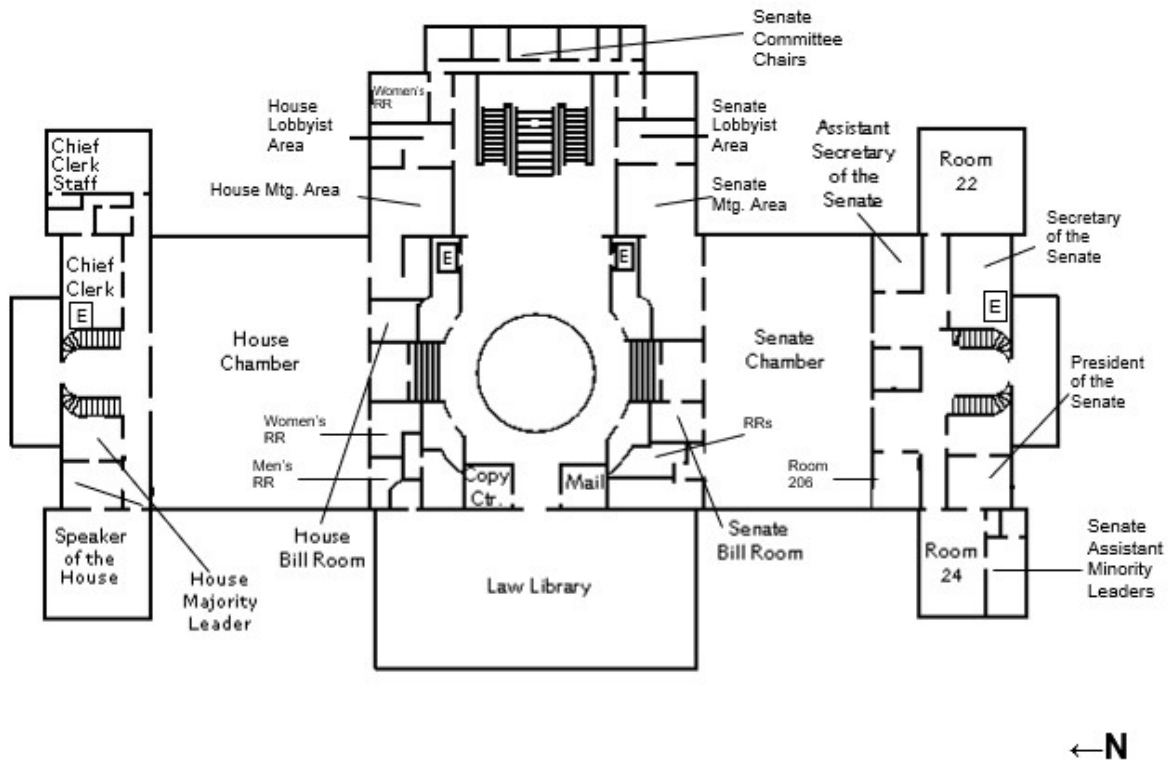 Senate
Committee
Chairs
Women's
RR
House
Lobbyist
Area
Senate
Lobbyist
Area
Assistant
Secretary
of the
Senate
Chief
Clerk
Staff
Room
22
House Mtg. Area
Senate
Mtg. Area
Secretary
of the
Senate
Chief
Clerk
E
E
E
E
House
Chamber
Senate
Chamber
President
of the
Senate
Women's
RR
RRs
Men's
RR
Copy
Ctr.
Mail
Room
206
Speaker
of the
House
House
Bill Room
Senate
Bill Room
Room
24
Senate
Assistant
Minority
Leaders
House
Majority
Leader
Law Library
←N